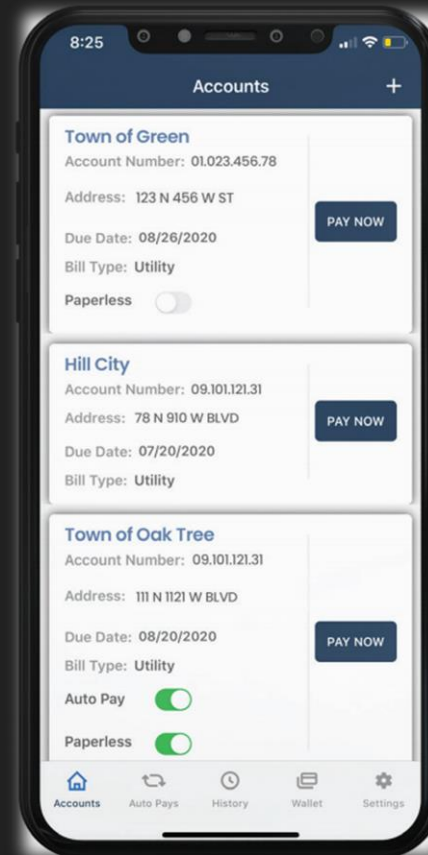 8:25
Accounts +
Town of Green
Account Number: 01.023.456.78
Address: 123 N 456 W ST
PAY NOW
Due Date: 08/26/2020
Bill Type: Utility
Paperless
Hill City
Account Number: 09.101.121.31
Address: 78 N 910 W BLVD
PAY NOW
Due Date: 07/20/2020
Bill Type: Utility
Town of Oak Tree
Account Number: 09.101.121.31
Address: 111 N 1121 W BLVD
Due Date: 08/20/2020
PAY NOW
Bill Type: Utility
Auto Pay
Paperless
Accounts Auto Pays History Wallet Settings